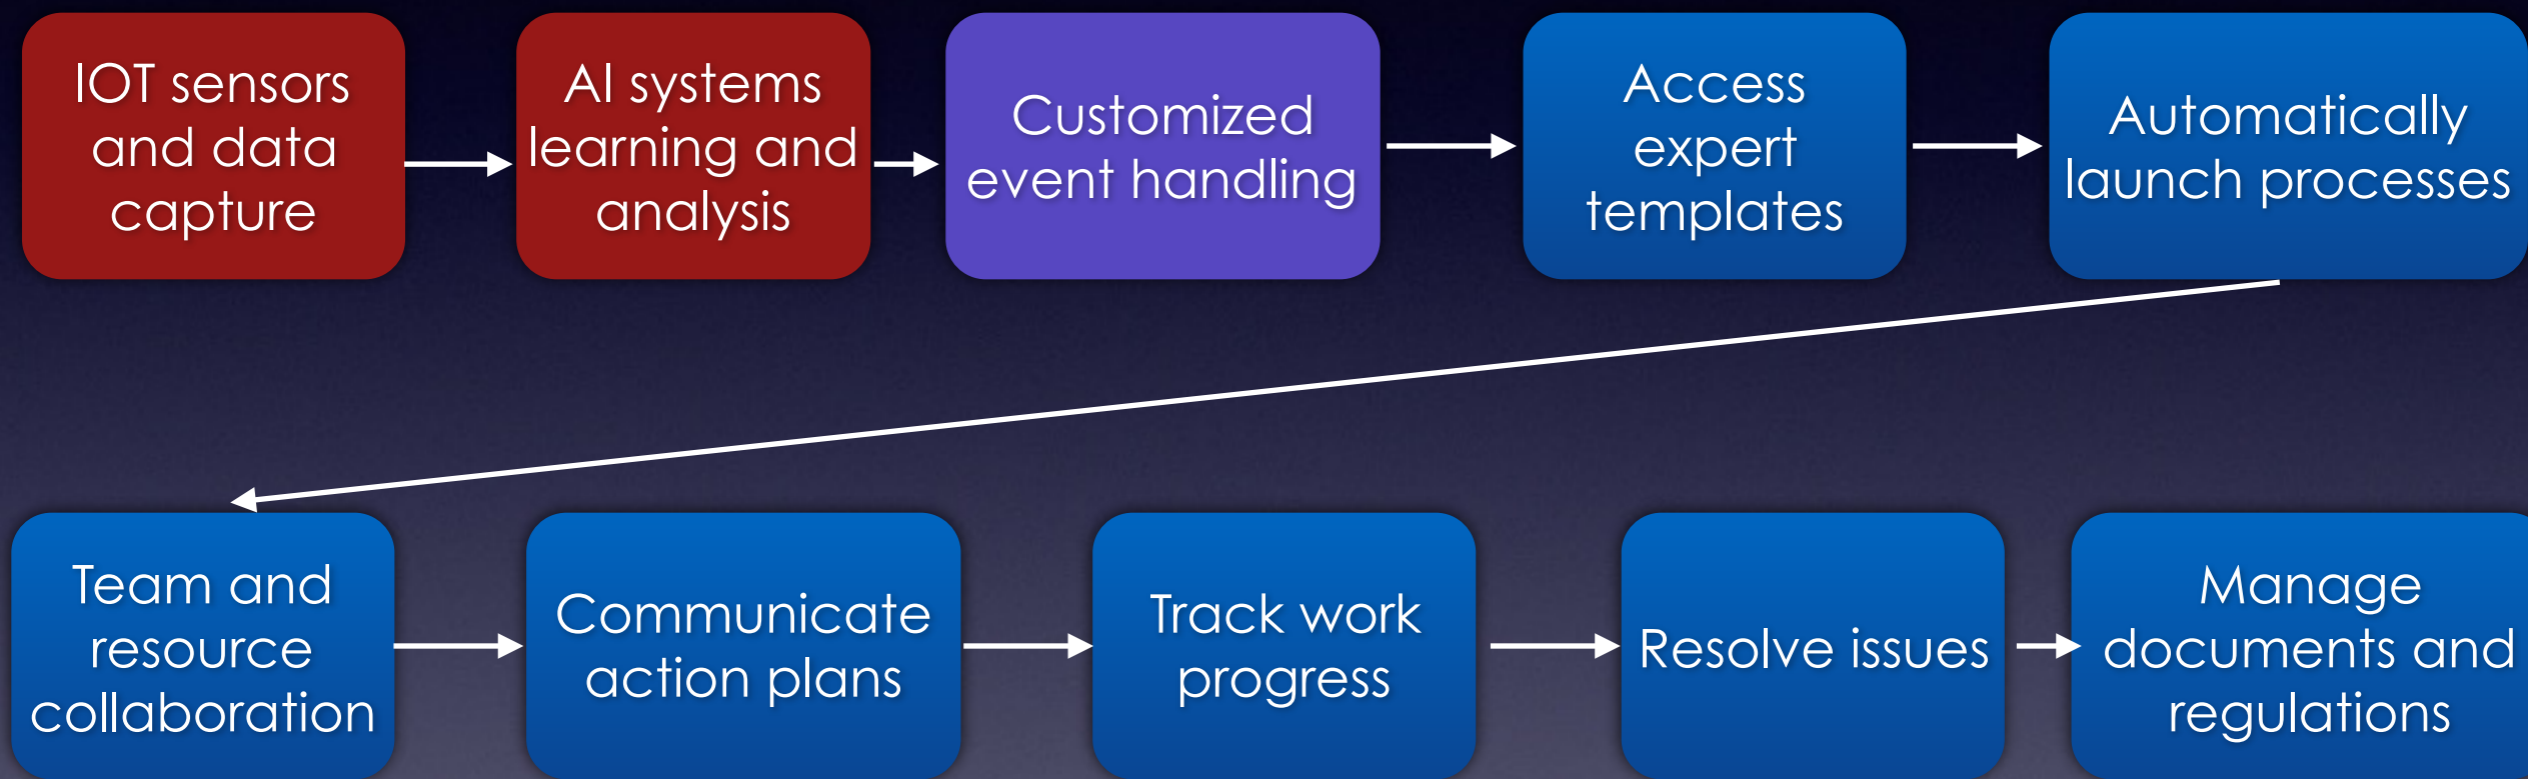 IOT sensors
and data
capture
AI systems
learning and
analysis
Customized
event handling
Access
expert
templates
Automatically
launch processes
Team and
resource
collaboration
Communicate
action plans
Track work
progress
Resolve issues
Manage
documents and
regulations